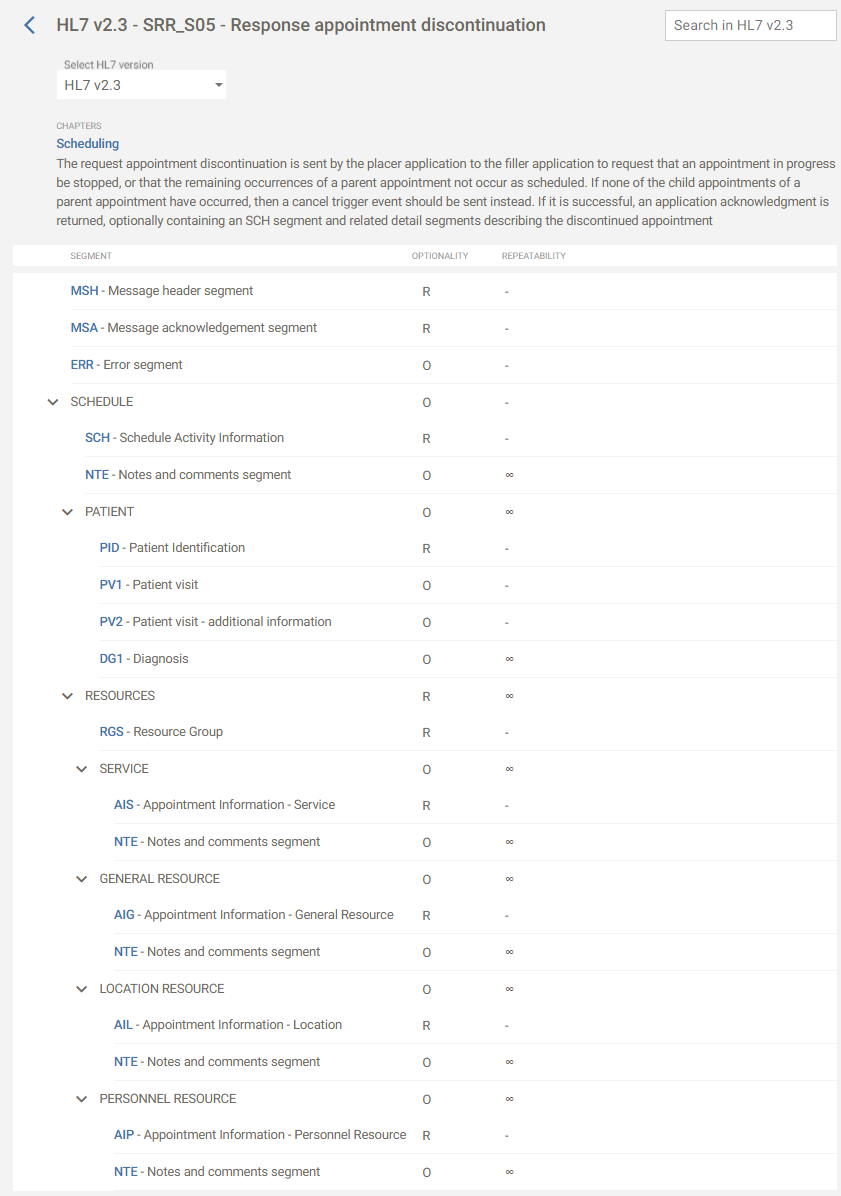 HL7 v2.3 - SRR_S05 - Response appointment discontinuation
Search in HL7 v2.3
Select HL7 version
HL7 v2.3
CHAPTERS
Scheduling
The request appointment discontinuation is sent by the placer application to the filler application to request that an appointment in progress
be stopped, or that the remaining occurrences of a parent appointment not occur as scheduled. If none of the child appointments of a
parent appointment have occurred, then a cancel trigger event should be sent instead. If it is successful, an application acknowledgment is
returned, optionally containing an SCH segment and related detail segments describing the discontinued appointment
SEGMENT OPTIONALITY REPEATABILITY
MSH - Message header segment R -
MSA - Message acknowledgement segment R -
ERR - Error segment O -
SCHEDULE O -
SCH - Schedule Activity Information R -
NTE - Notes and comments segment O ∞
PATIENT O ∞
PID - Patient Identification R -
PV1 - Patient visit O -
PV2 - Patient visit - additional information O -
DG1 - Diagnosis O ∞
RESOURCES R ∞
RGS - Resource Group R -
SERVICE O ∞
AIS - Appointment Information - Service R -
NTE - Notes and comments segment O ∞
GENERAL RESOURCE O ∞
AIG - Appointment Information - General Resource R -
NTE - Notes and comments segment O ∞
LOCATION RESOURCE O ∞
AIL - Appointment Information - Location R -
NTE - Notes and comments segment O ∞
PERSONNEL RESOURCE O ∞
AIP - Appointment Information - Personnel Resource R -
NTE - Notes and comments segment O ∞